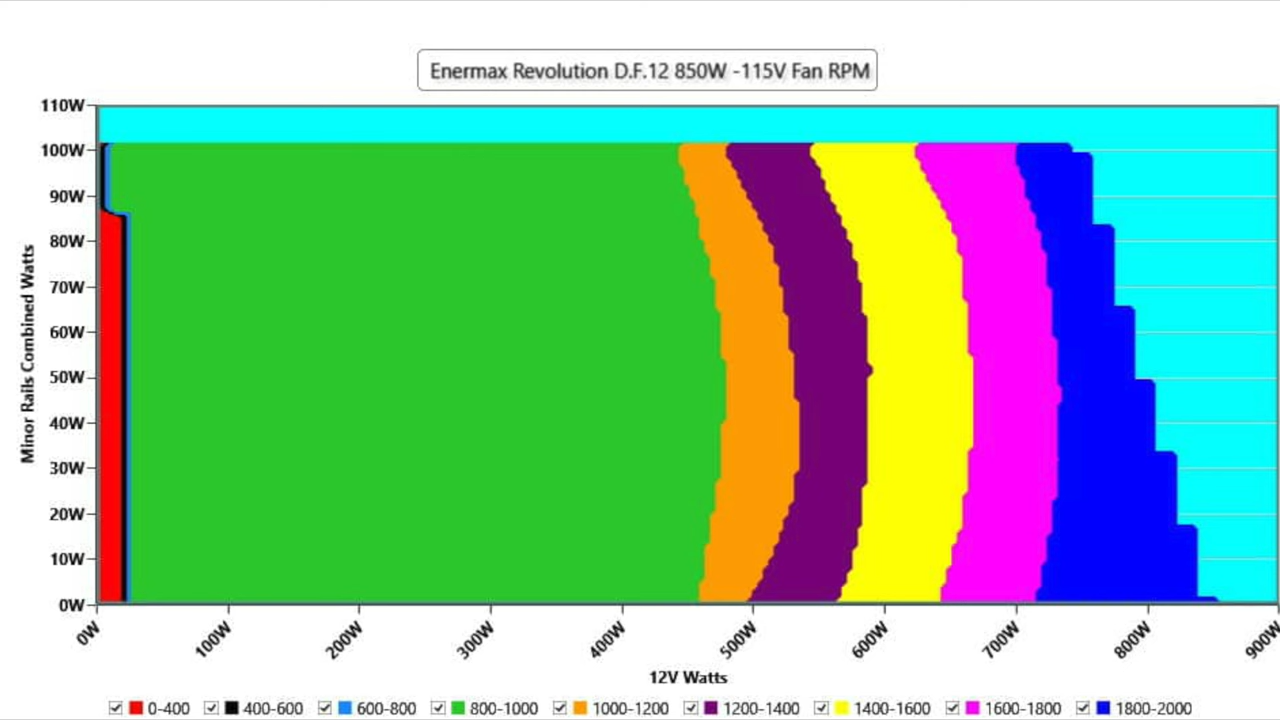 Enermax Revolution D.F.12 850W -115V Fan RPM
110W
100W
90W
80W
70W
60W
50W
40W
30W
20W
10W
0W
Minor Rails Combined Watts
0W 100W 200W 300W 400W 500W 600W 700W 800W 900W
12V Watts
0-400 400-600 600-800 800-1000 1000-1200 1200-1400 1400-1600 1600-1800 1800-2000